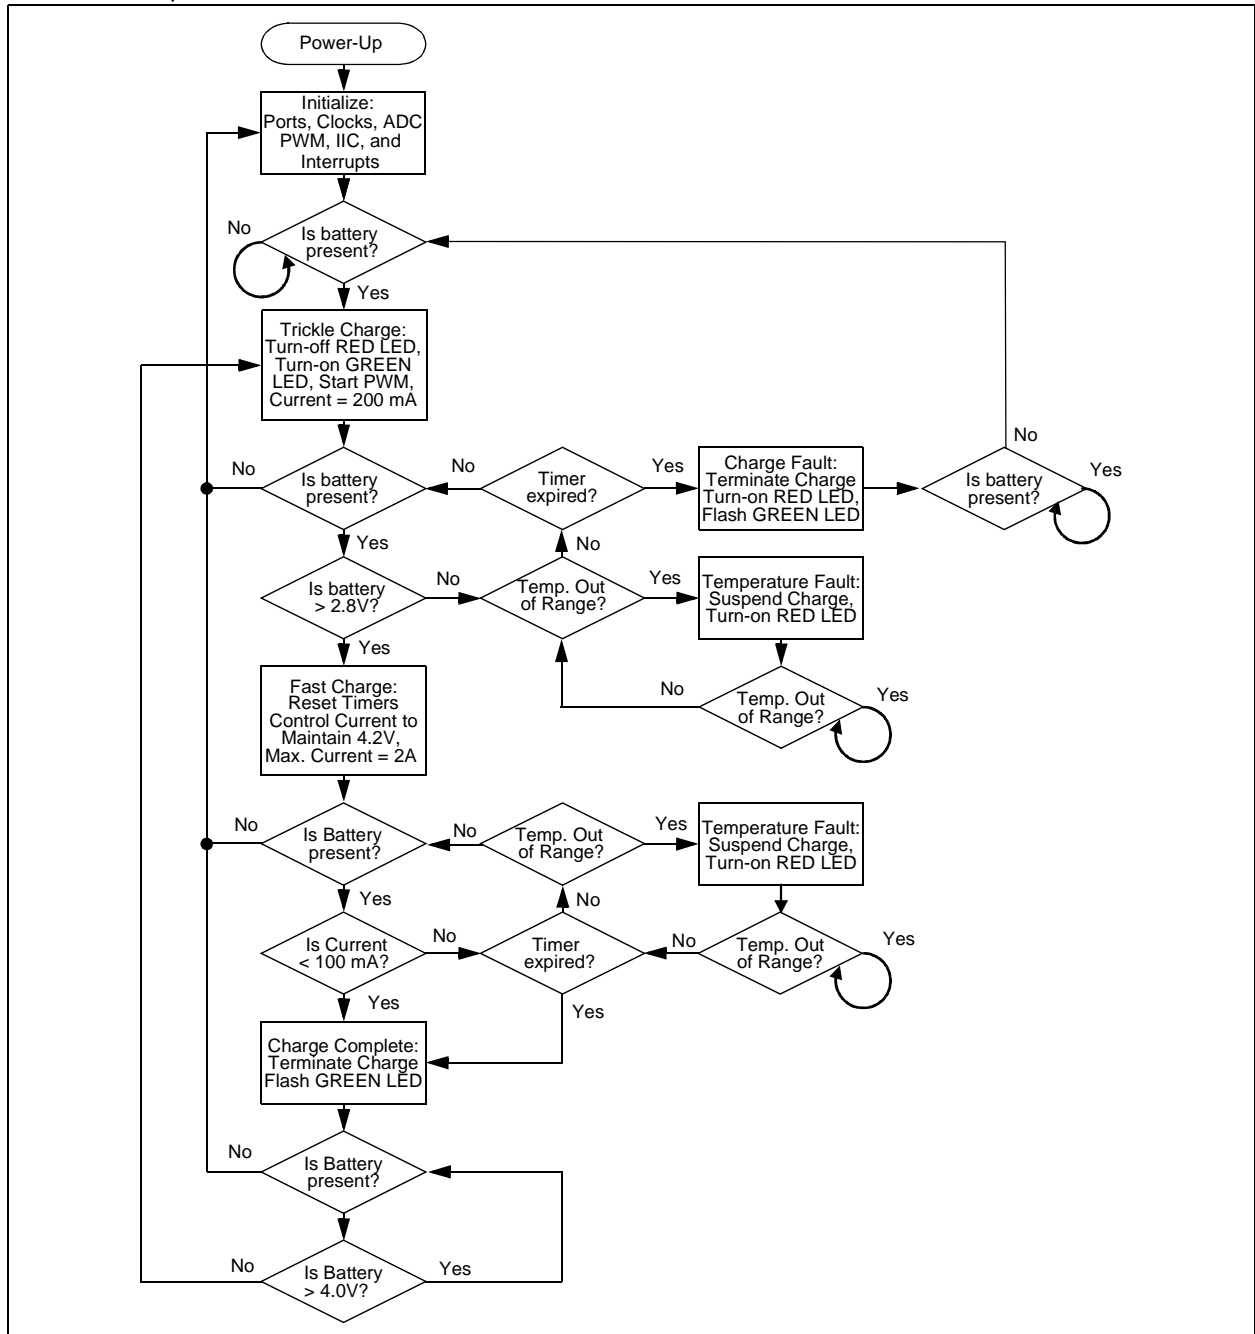 Power-Up
Initialize:
Ports, Clocks, ADC
PWM, IIC, and
Interrupts
No
Is battery
present?
Yes
Trickle Charge:
Turn-off RED LED,
Turn-on GREEN
LED, Start PWM,
Current = 200 mA
No
Is battery
present?
No
Timer
expired?
Yes
Charge Fault:
Terminate Charge
Turn-on RED LED,
Flash GREEN LED
No
Is battery
present?
Yes
Yes
No
Is battery
> 2.8V?
No
Temp. Out
of Range?
Yes
Temperature Fault:
Suspend Charge,
Turn-on RED LED
Yes
No
Temp. Out
of Range?
Yes
Fast Charge:
Reset Timers
Control Current to
Maintain 4.2V,
Max. Current = 2A
No
Is Battery
present?
No
Temp. Out
of Range?
Yes
Temperature Fault:
Suspend Charge,
Turn-on RED LED
Yes
No
Is Current
< 100 mA?
No
Timer
expired?
No
Temp. Out
of Range?
Yes
Yes
Yes
Charge Complete:
Terminate Charge
Flash GREEN LED
No
Is Battery
present?
No
Is Battery
> 4.0V?
Yes